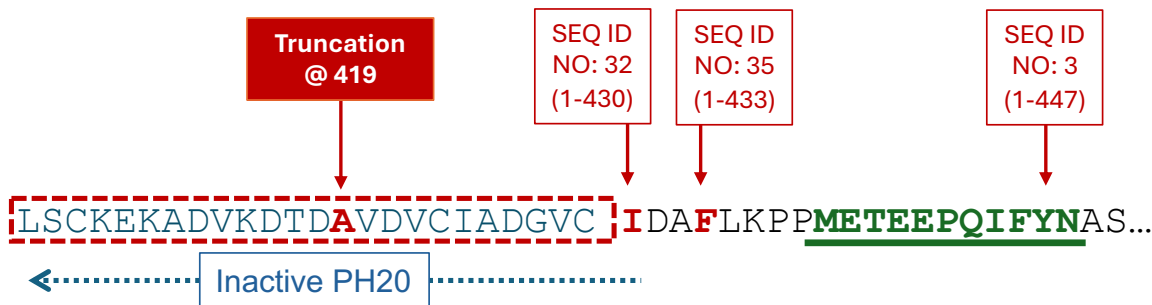 Truncation
@ 419
SEQ ID
NO: 32
(1-430)
SEQ ID
NO: 35
(1-433)
SEQ ID
NO: 3
(1-447)
LSCKEKADVKDTDAVDVCIADGVC IDAFLKPPMETEEPQIFYNAS…
Inactive PH20